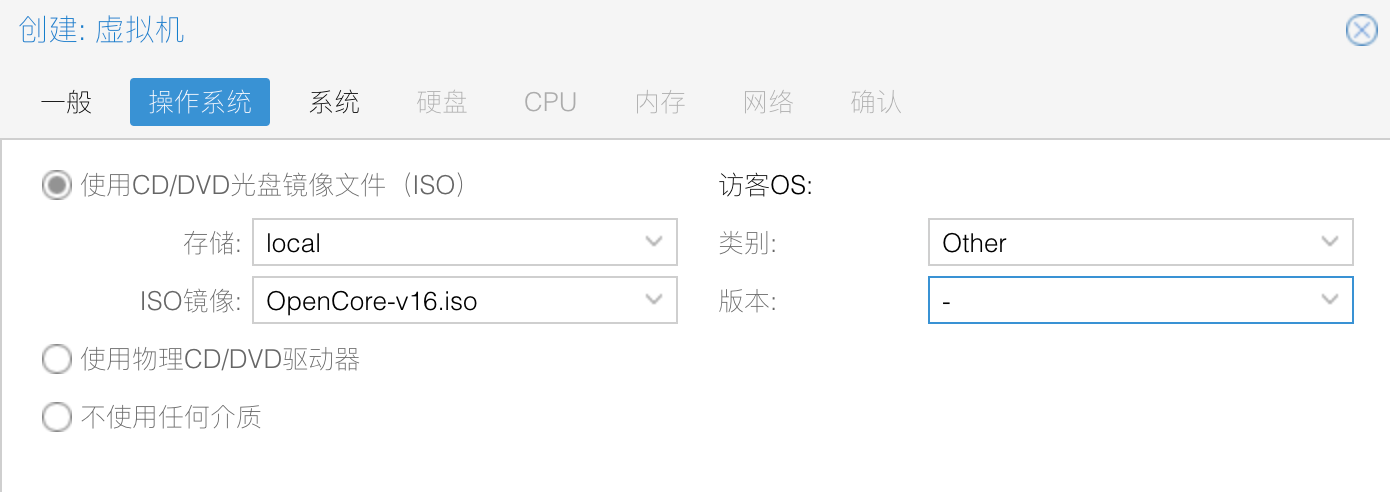 创建: 虚拟机
一般 操作系统 系统 硬盘 CPU 内存 网络 确认
使用CD/DVD光盘镜像文件（ISO） 访客OS:
存储: local 类别: Other
ISO镜像: OpenCore-v16.iso 版本: -
使用物理CD/DVD驱动器
不使用任何介质